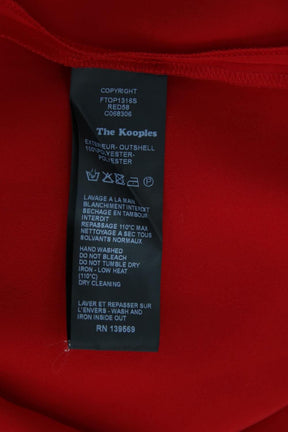 COPYRIGHT
FTOP1316S
RED58
C068306
The Kooples
EXTERIEUR- OUTSHELL
100%POLYESTER-
POLYESTER
LAVAGE A LA MAIN
BLANCHIMENT INTERDIT
SECHAGE EN TAMBOUR
INTERDIT
REPASSAGE 110°C MAX
NETTOYAGE A SEC TOUS
SOLVANTS NORMAUX
HAND WASHED
DO NOT BLEACH
DO NOT TUMBLE DRY
IRON - LOW HEAT
(110°C)
DRY CLEANING
LAVER ET REPASSER SUR
L'ENVERS - WASH AND
IRON INSIDE OUT
RN 139569